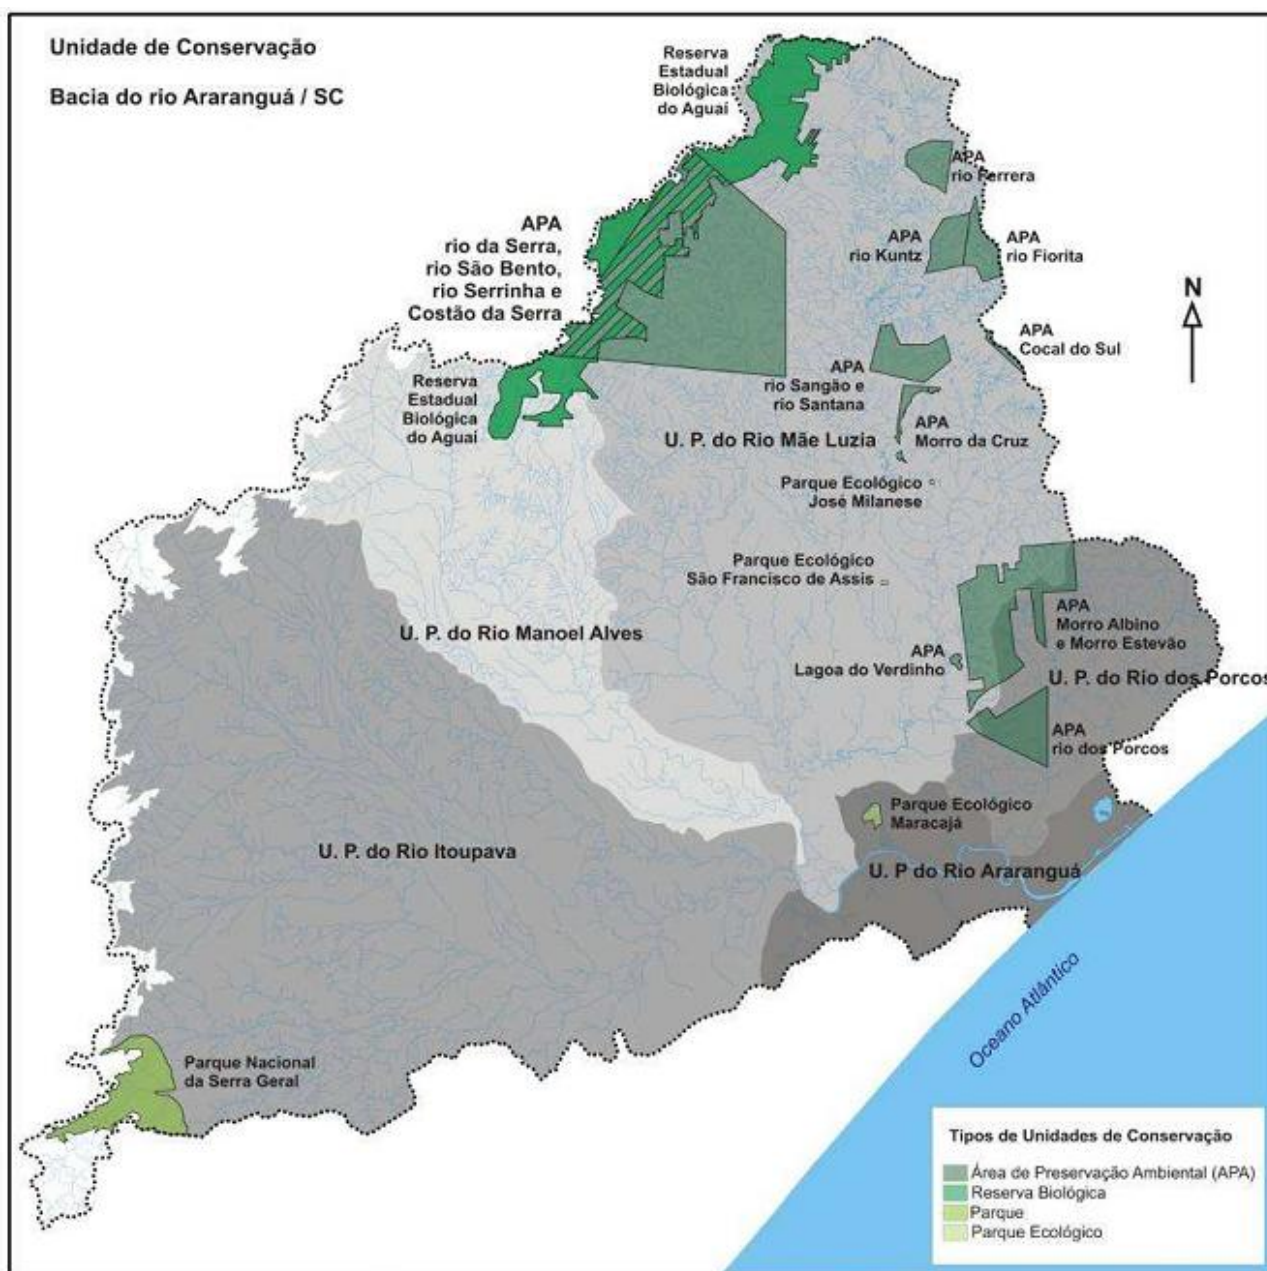 Unidade de Conservação
Bacia do rio Araranguá / SC
Reserva
Estadual
Biológica
do Aguaí
APA
rio Ferrera
APA
rio da Serra,
rio São Bento,
rio Serrinha e
Costão da Serra
APA
rio Kuntz
APA
rio Fiorita
N
APA
Cocal do Sul
Reserva
Estadual
Biológica
do Aguaí
APA
rio Sangão e
rio Santana
APA
Morro da Cruz
U. P. do Rio Mãe Luzia
Parque Ecológico
José Milanese
Parque Ecológico
São Francisco de Assis
U. P. do Rio Manoel Alves
APA
Morro Albino
e Morro Estevão
APA
Lagoa do Verdinho
U. P. do Rio dos Porcos
APA
rio dos Porcos
Parque Ecológico
Maracajá
U. P. do Rio Itoupava
U. P do Rio Araranguá
Oceano Atlântico
Parque Nacional
da Serra Geral
Tipos de Unidades de Conservação
Área de Preservação Ambiental (APA)
Reserva Biológica
Parque
Parque Ecológico